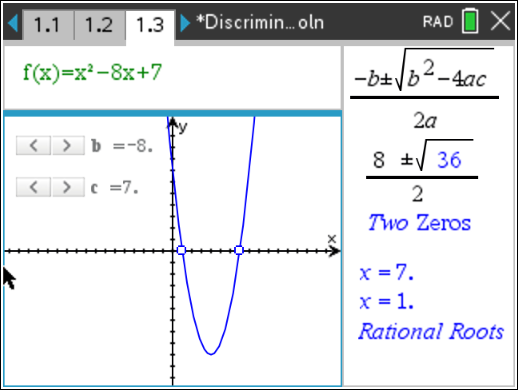 1.1 1.2 1.3 *Discrimin...oln RAD
f(x)=x²−8x+7
b =-8.
c =7.
y
x
−b±√(b²−4ac)
2a
8 ±√36
2
Two Zeros
x = 7.
x = 1.
Rational Roots